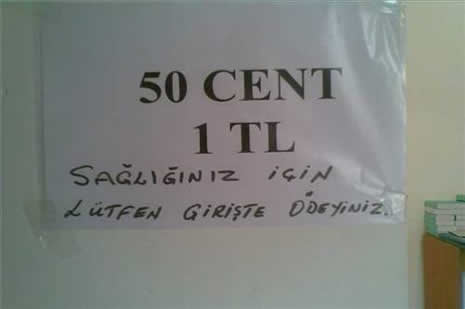 50 CENT
1 TL
SAĞLIĞINIZ İÇİN
LÜTFEN GİRİŞTE ÖDEYİNİZ..